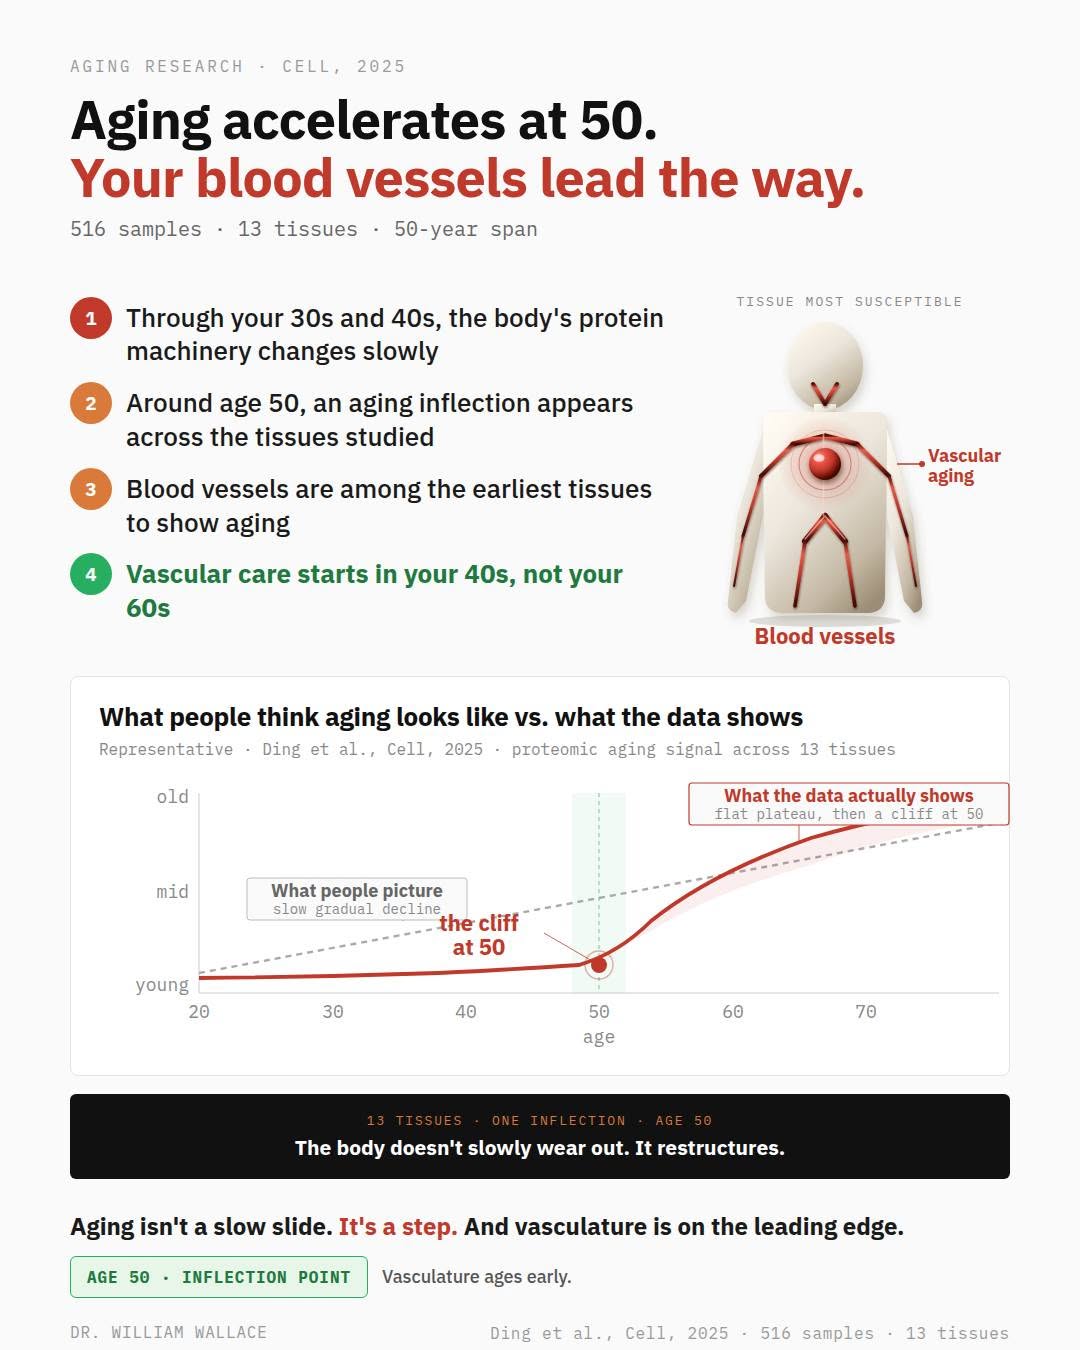 AGING RESEARCH · CELL, 2025
Aging accelerates at 50.
Your blood vessels lead the way.
516 samples · 13 tissues · 50-year span
1
Through your 30s and 40s, the body's protein
machinery changes slowly
2
Around age 50, an aging inflection appears
across the tissues studied
3
Blood vessels are among the earliest tissues
to show aging
4
Vascular care starts in your 40s, not your
60s
TISSUE MOST SUSCEPTIBLE
Vascular
aging
Blood vessels
What people think aging looks like vs. what the data shows
Representative · Ding et al., Cell, 2025 · proteomic aging signal across 13 tissues
What the data actually shows
flat plateau, then a cliff at 50
old
mid
young
What people picture
slow gradual decline
the cliff
at 50
20 30 40 50 60 70
age
13 TISSUES · ONE INFLECTION · AGE 50
The body doesn't slowly wear out. It restructures.
Aging isn't a slow slide. It's a step. And vasculature is on the leading edge.
AGE 50 · INFLECTION POINT
Vasculature ages early.
DR. WILLIAM WALLACE
Ding et al., Cell, 2025 · 516 samples · 13 tissues